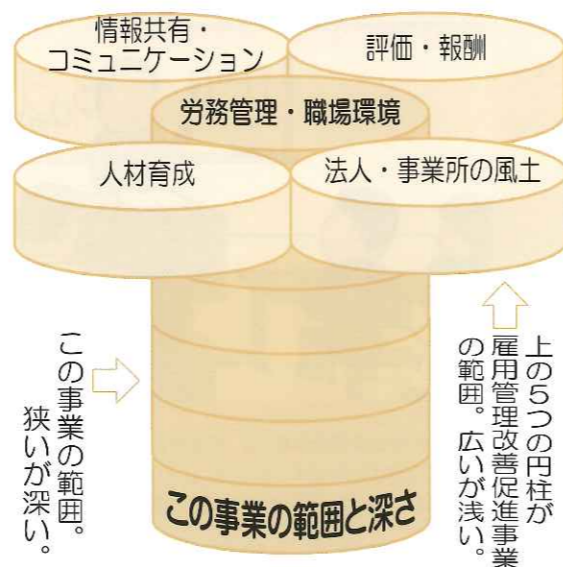 情報共有・
コミュニケーション
評価・報酬
労務管理・職場環境
人材育成
法人・事業所の風土
この事業の範囲。
狭いが深い。
上の5つの円柱が
雇用管理改善促進事業
の範囲。広いが浅い。
この事業の範囲と深さ